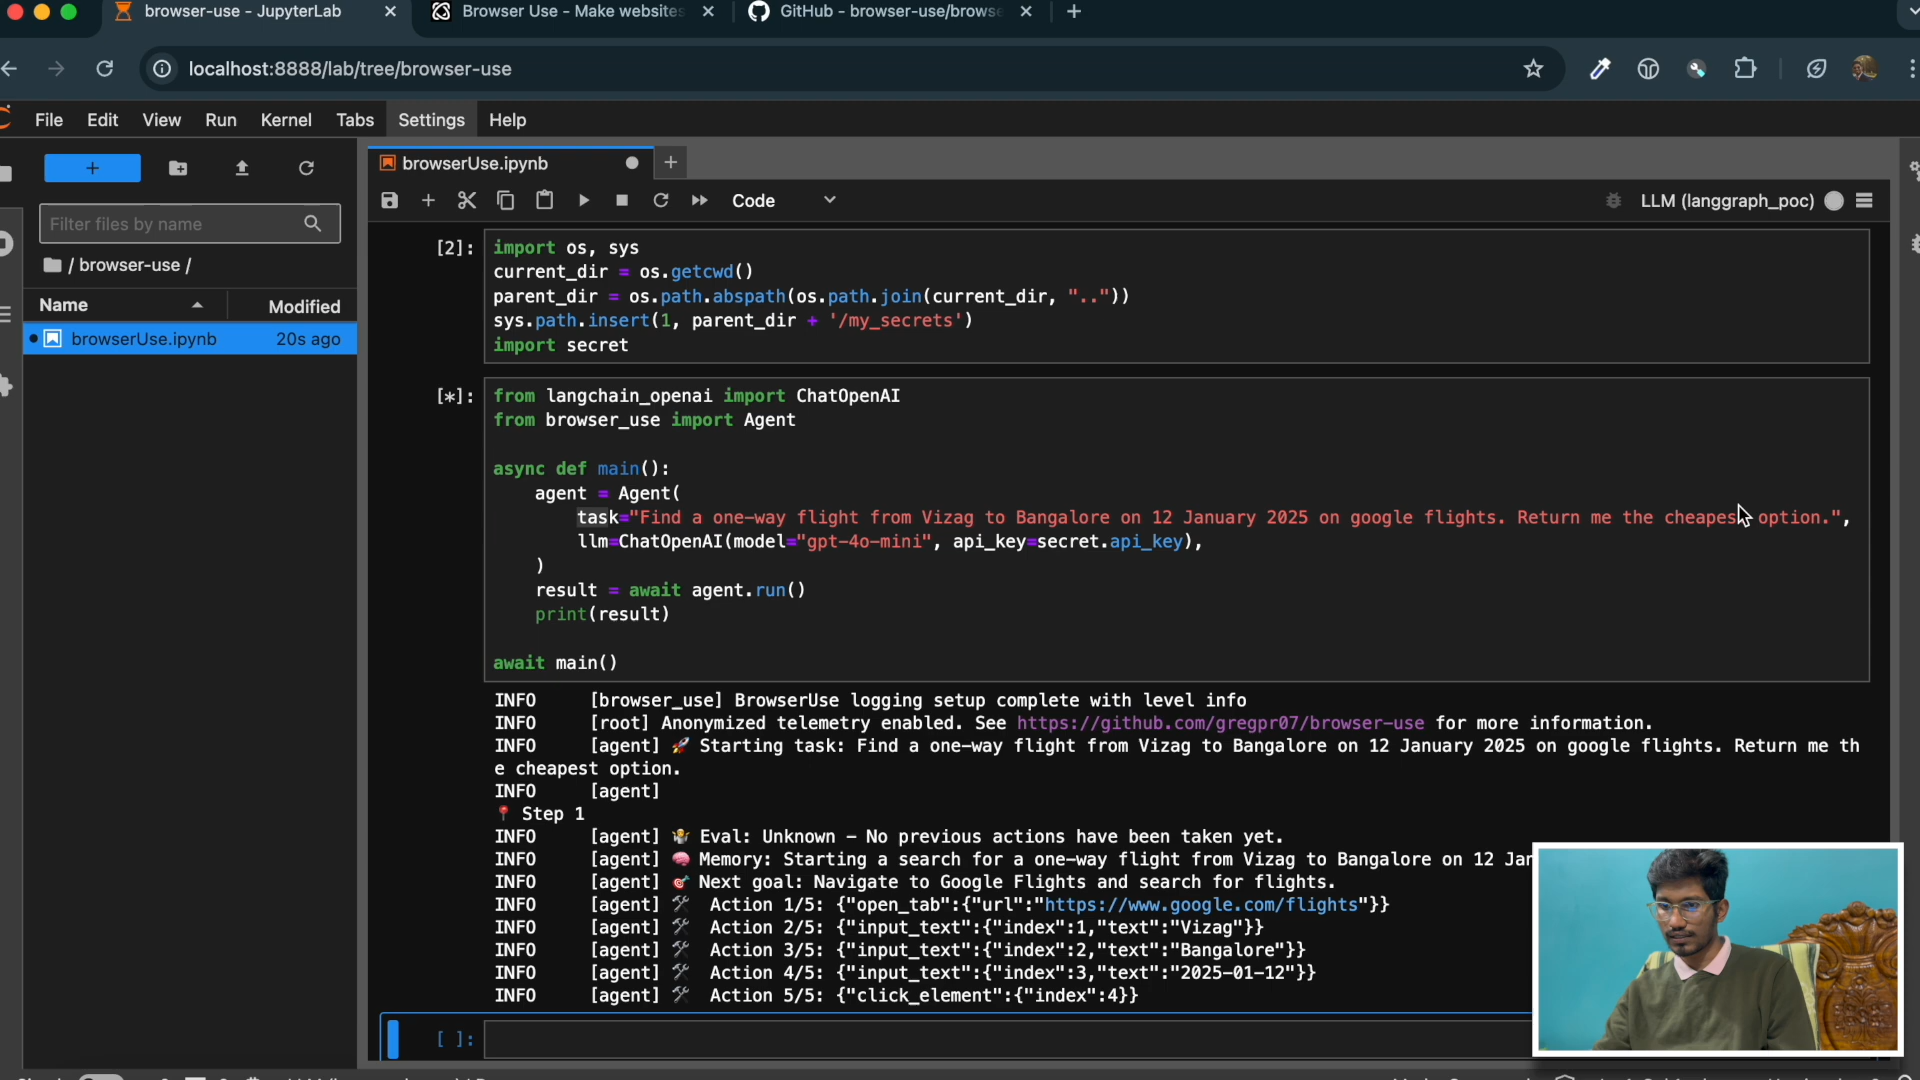 browser-use - JupyterLab
Browser Use - Make websites
GitHub - browser-use/brows
localhost:8888/lab/tree/browser-use
File Edit View Run Kernel Tabs Settings Help
browserUse.ipynb
Code
LLM (langgraph_poc)
Filter files by name
/ browser-use /
Name Modified
browserUse.ipynb 20s ago
[2]:
import os, sys
current_dir = os.getcwd()
parent_dir = os.path.abspath(os.path.join(current_dir, ".."))
sys.path.insert(1, parent_dir + '/my_secrets')
import secret
[*]:
from langchain_openai import ChatOpenAI
from browser_use import Agent
async def main():
agent = Agent(
task="Find a one-way flight from Vizag to Bangalore on 12 January 2025 on google flights. Return me the cheapest option.",
llm=ChatOpenAI(model="gpt-4o-mini", api_key=secret.api_key),
)
result = await agent.run()
print(result)
await main()
INFO [browser_use] BrowserUse logging setup complete with level info
INFO [root] Anonymized telemetry enabled. See https://github.com/gregpr07/browser-use for more information.
INFO [agent] 🚀 Starting task: Find a one-way flight from Vizag to Bangalore on 12 January 2025 on google flights. Return me th
e cheapest option.
INFO [agent]
📍 Step 1
INFO [agent] 🤷 Eval: Unknown - No previous actions have been taken yet.
INFO [agent] 🧠 Memory: Starting a search for a one-way flight from Vizag to Bangalore on 12 Jan
INFO [agent] 🎯 Next goal: Navigate to Google Flights and search for flights.
INFO [agent] 🛠 Action 1/5: {"open_tab":{"url":"https://www.google.com/flights"}}
INFO [agent] 🛠 Action 2/5: {"input_text":{"index":1,"text":"Vizag"}}
INFO [agent] 🛠 Action 3/5: {"input_text":{"index":2,"text":"Bangalore"}}
INFO [agent] 🛠 Action 4/5: {"input_text":{"index":3,"text":"2025-01-12"}}
INFO [agent] 🛠 Action 5/5: {"click_element":{"index":4}}
[ ]: